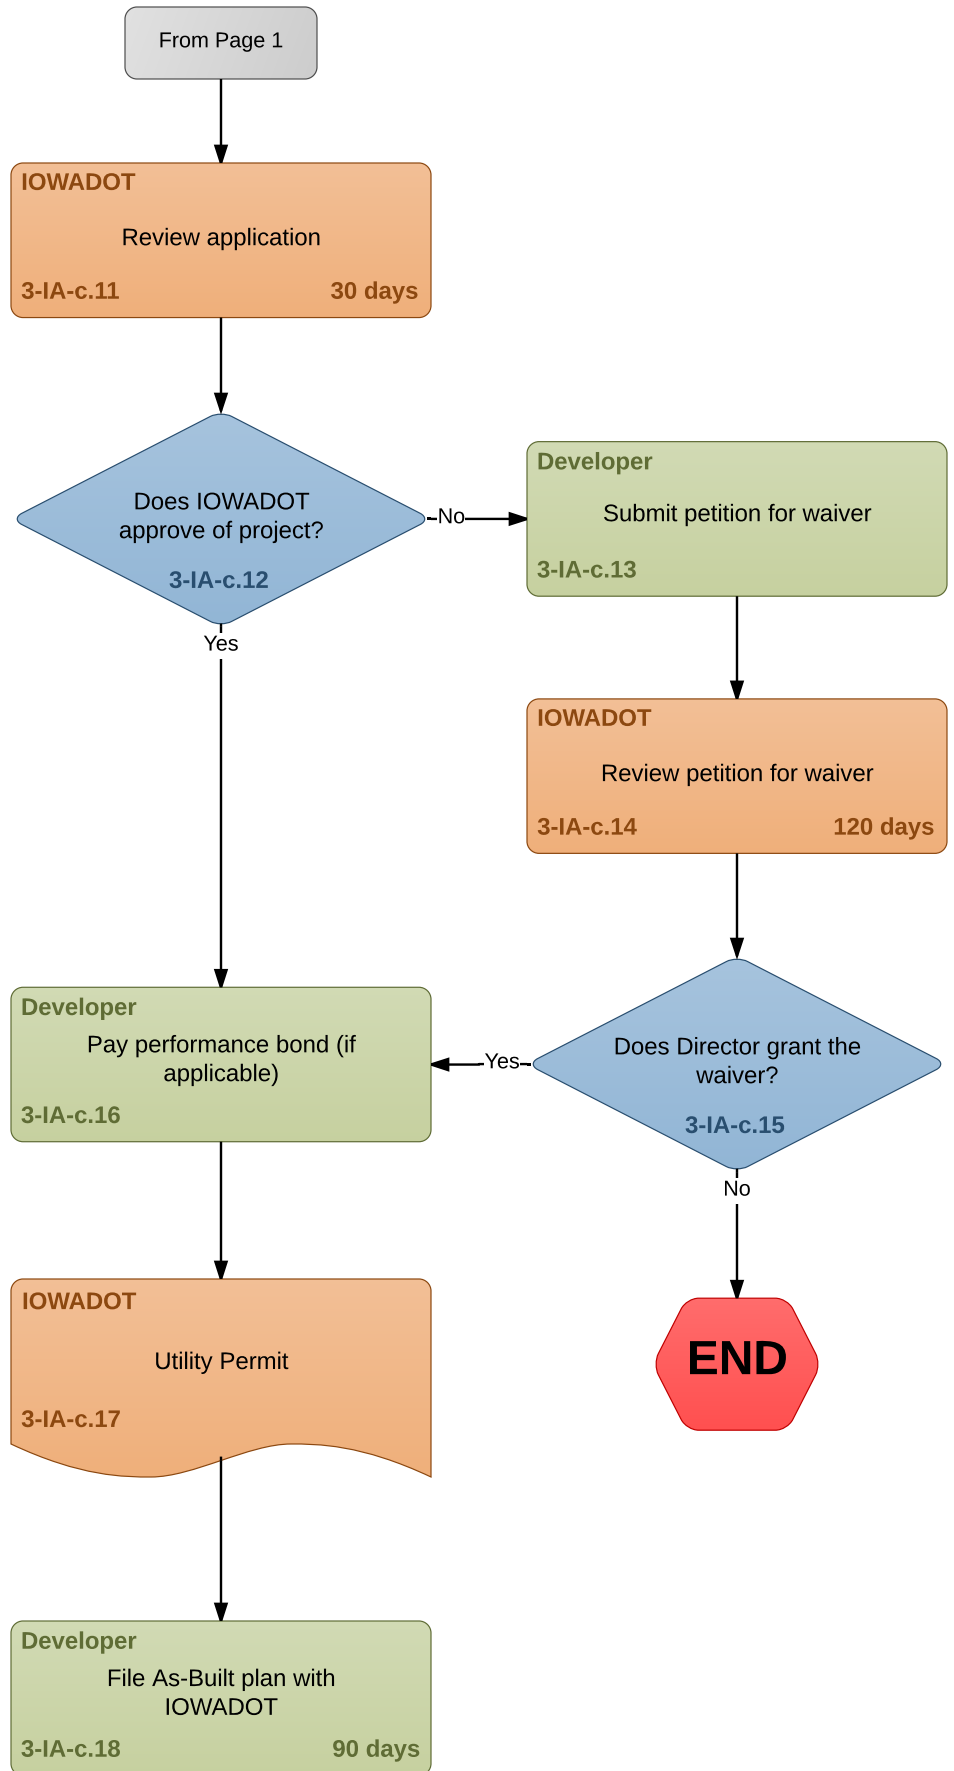 From Page 1
IOWADOT
Review application
3-IA-c.11
30 days
Does IOWADOT
approve of project?
3-IA-c.12
No
Yes
Developer
Submit petition for waiver
3-IA-c.13
IOWADOT
Review petition for waiver
3-IA-c.14
120 days
Does Director grant the
waiver?
3-IA-c.15
Yes
No
END
Developer
Pay performance bond (if
applicable)
3-IA-c.16
IOWADOT
Utility Permit
3-IA-c.17
Developer
File As-Built plan with
IOWADOT
3-IA-c.18
90 days